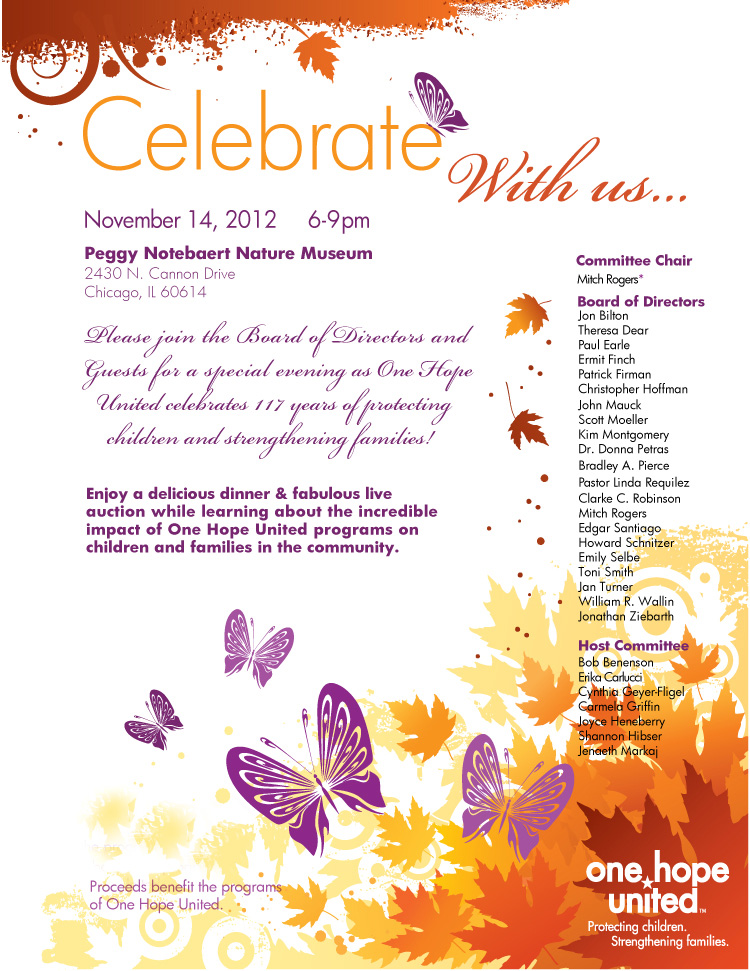 Celebrate
With us...
November 14, 2012 6-9pm
Peggy Notebaert Nature Museum
2430 N. Cannon Drive
Chicago, IL 60614
Please join the Board of Directors and
Guests for a special evening as One Hope
United celebrates 117 years of protecting
children and strengthening families!
Enjoy a delicious dinner & fabulous live
auction while learning about the incredible
impact of One Hope United programs on
children and families in the community.
Committee Chair
Mitch Rogers*
Board of Directors
Jon Bilton
Theresa Dear
Paul Earle
Ermit Finch
Patrick Firman
Christopher Hoffman
John Mauck
Scott Moeller
Kim Montgomery
Dr. Donna Petras
Bradley A. Pierce
Pastor Linda Requilez
Clarke C. Robinson
Mitch Rogers
Edgar Santiago
Howard Schnitzer
Emily Selbe
Toni Smith
Jan Turner
William R. Wallin
Jonathan Ziebarth
Host Committee
Bob Benenson
Erika Carlucci
Cynthia Geyer-Fligel
Carmela Griffin
Joyce Heneberry
Shannon Hibser
Jenaeth Markaj
Proceeds benefit the programs
of One Hope United.
one hope
united™
Protecting children.
Strengthening families.